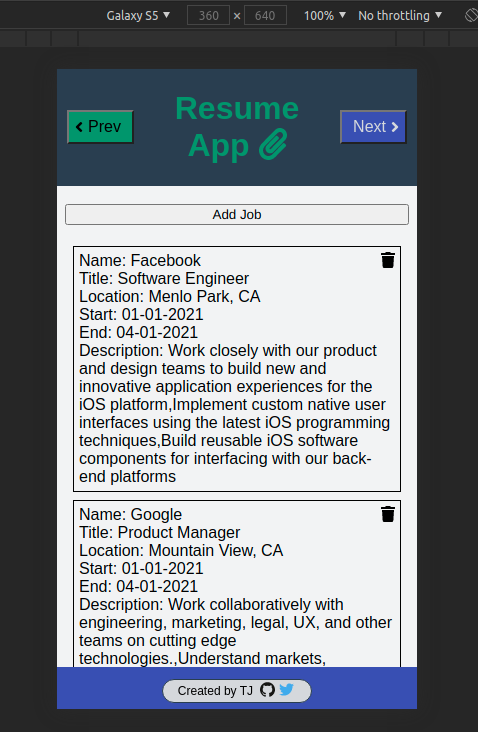 Galaxy S5 ▼ 360 × 640 100% ▼ No throttling ▼
Prev
Resume
App
Next
Add Job
Name: Facebook
Title: Software Engineer
Location: Menlo Park, CA
Start: 01-01-2021
End: 04-01-2021
Description: Work closely with our product
and design teams to build new and
innovative application experiences for the
iOS platform,Implement custom native user
interfaces using the latest iOS programming
techniques,Build reusable iOS software
components for interfacing with our back-
end platforms
Name: Google
Title: Product Manager
Location: Mountain View, CA
Start: 01-01-2021
End: 04-01-2021
Description: Work collaboratively with
engineering, marketing, legal, UX, and other
teams on cutting edge
technologies.,Understand markets,
Created by TJ